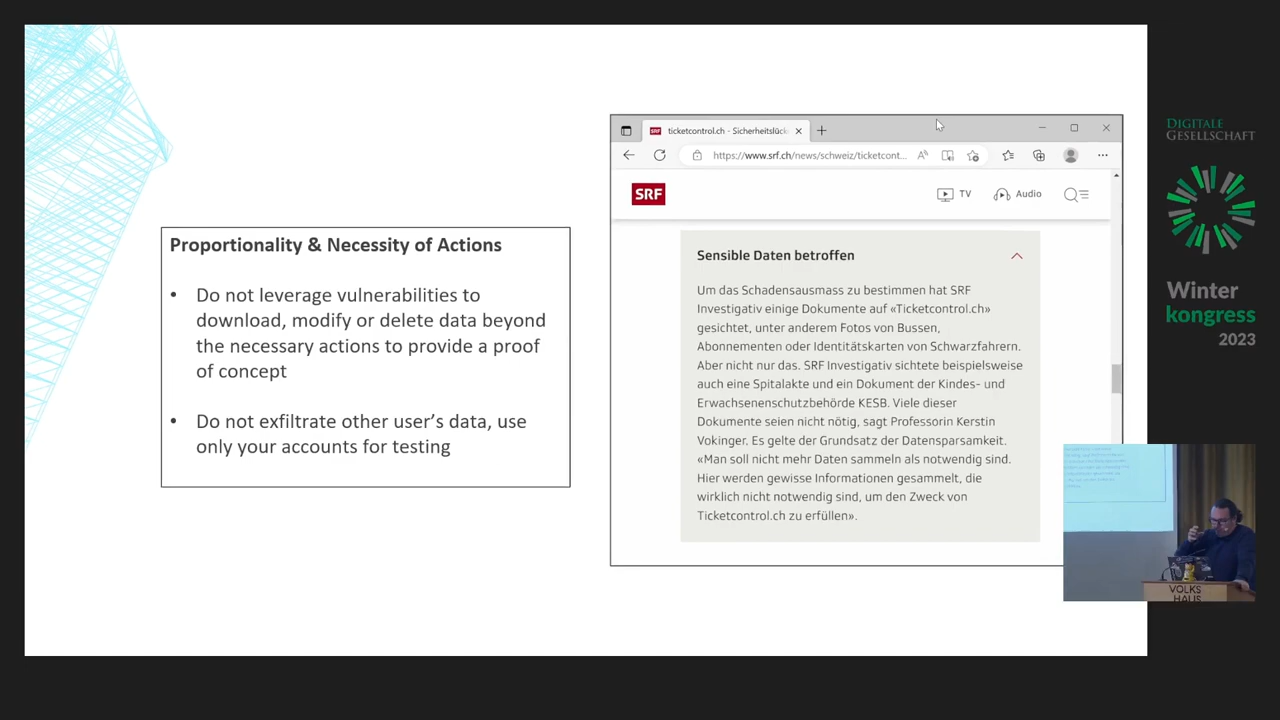 Proportionality & Necessity of Actions
• Do not leverage vulnerabilities to
download, modify or delete data beyond
the necessary actions to provide a proof
of concept
• Do not exfiltrate other user's data, use
only your accounts for testing
SRF ticketcontrol.ch - Sicherheitslück
https://www.srf.ch/news/schweiz/ticketcont...
SRF
TV
Audio
Sensible Daten betroffen
Um das Schadensausmass zu bestimmen hat SRF
Investigativ einige Dokumente auf «Ticketcontrol.ch»
gesichtet, unter anderem Fotos von Bussen,
Abonnementen oder Identitätskarten von Schwarzfahrern.
Aber nicht nur das. SRF Investigativ sichtete beispielsweise
auch eine Spitalakte und ein Dokument der Kindes- und
Erwachsenenschutzbehörde KESB. Viele dieser
Dokumente seien nicht nötig, sagt Professorin Kerstin
Vokinger. Es gelte der Grundsatz der Datensparsamkeit.
«Man soll nicht mehr Daten sammeln als notwendig sind.
Hier werden gewisse Informationen gesammelt, die
wirklich nicht notwendig sind, um den Zweck von
Ticketcontrol.ch zu erfüllen».
DIGITALE
GESELLSCHAFT
Winter
kongress
2023
VOLKS
HAUS